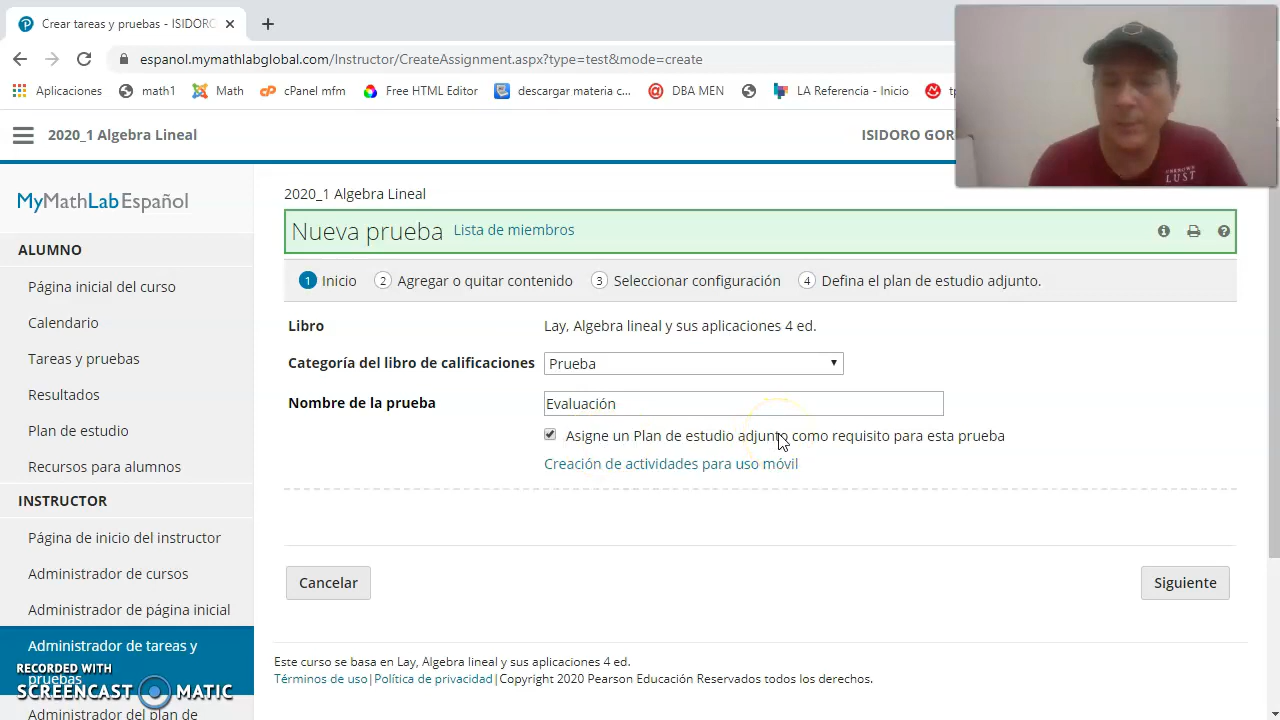 Crear tareas y pruebas - ISIDORO
espanol.mymathlabglobal.com/Instructor/CreateAssignment.aspx?type=test&mode=create
Aplicaciones math1 Math cPanel mfm Free HTML Editor descargar materia c... DBA MEN LA Referencia - Inicio
2020_1 Algebra Lineal ISIDORO GOR
UNKNOWN
LUST
MyMathLab Español
2020_1 Algebra Lineal
Nueva prueba Lista de miembros
ALUMNO
1 Inicio 2 Agregar o quitar contenido 3 Seleccionar configuración 4 Defina el plan de estudio adjunto.
Página inicial del curso
Calendario
Tareas y pruebas
Resultados
Plan de estudio
Recursos para alumnos
Libro Lay, Algebra lineal y sus aplicaciones 4 ed.
Categoría del libro de calificaciones Prueba
Nombre de la prueba Evaluación
Asigne un Plan de estudio adjunto como requisito para esta prueba
Creación de actividades para uso móvil
INSTRUCTOR
Página de inicio del instructor
Administrador de cursos
Administrador de página inicial
Administrador de tareas y
pruebas
Administrador del plan de
Cancelar Siguiente
Este curso se basa en Lay, Algebra lineal y sus aplicaciones 4 ed.
Términos de uso|Política de privacidad|Copyright 2020 Pearson Educación Reservados todos los derechos.
RECORDED WITH
SCREENCAST MATIC